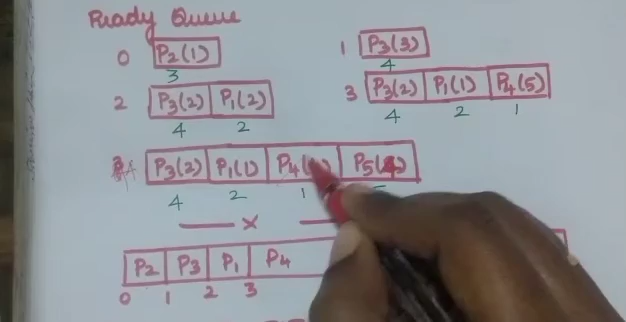 Ready Queue
0 P2(1) 1 P3(3)
3 4
2 P3(2) P1(2) 3 P3(2) P1(1) P4(5)
4 2 4 2 1
P3(2) P1(1) P4( P5(
4 2 1
x
P2 P3 P1 P4
0 1 2 3